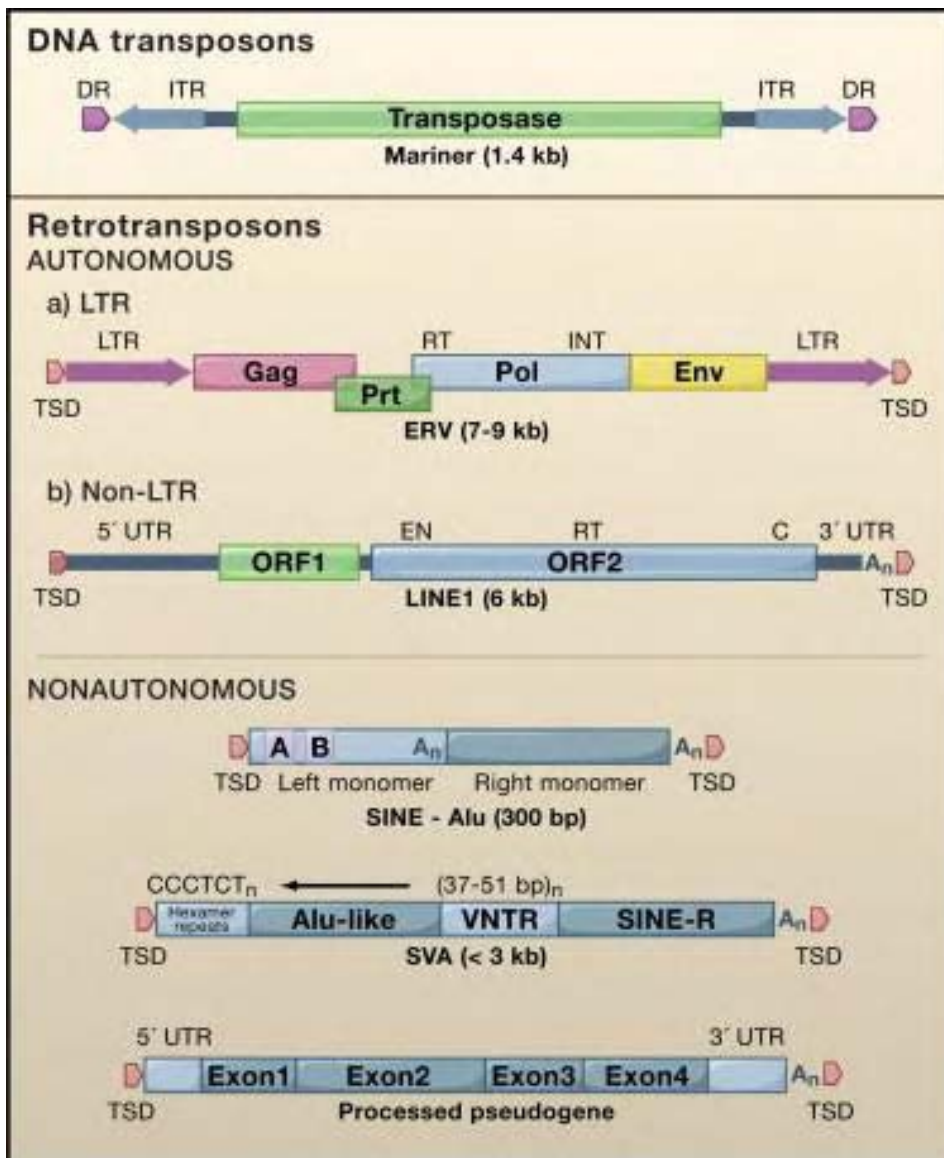 DNA transposons
DR ITR ITR DR
Transposase
Mariner (1.4 kb)
Retrotransposons
AUTONOMOUS
a) LTR
LTR RT INT LTR
Gag Pol Env
Prt
TSD TSD
ERV (7-9 kb)
b) Non-LTR
5´ UTR EN RT C 3´ UTR
ORF1 ORF2 An
TSD TSD
LINE1 (6 kb)
NONAUTONOMOUS
A B An An
TSD Left monomer Right monomer TSD
SINE - Alu (300 bp)
CCCTCTn (37-51 bp)n
Hexamer repeats Alu-like VNTR SINE-R An
TSD SVA (< 3 kb) TSD
5´ UTR 3´ UTR
Exon1 Exon2 Exon3 Exon4 An
TSD Processed pseudogene TSD